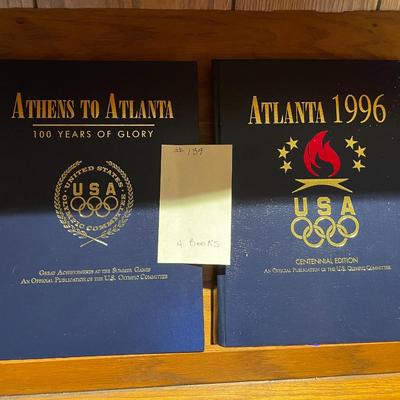 ATHENS TO ATLANTA
100 YEARS OF GLORY
UNITED STATES
OLYMPIC COMMITTEE
USA
GREAT ACHIEVEMENTS AT THE SUMMER GAMES
AN OFFICIAL PUBLICATION OF THE U.S. OLYMPIC COMMITTEE
# 139
4 BOOKS
ATLANTA 1996
USA
CENTENNIAL EDITION
AN OFFICIAL PUBLICATION OF THE U.S. OLYMPIC COMMITTEE